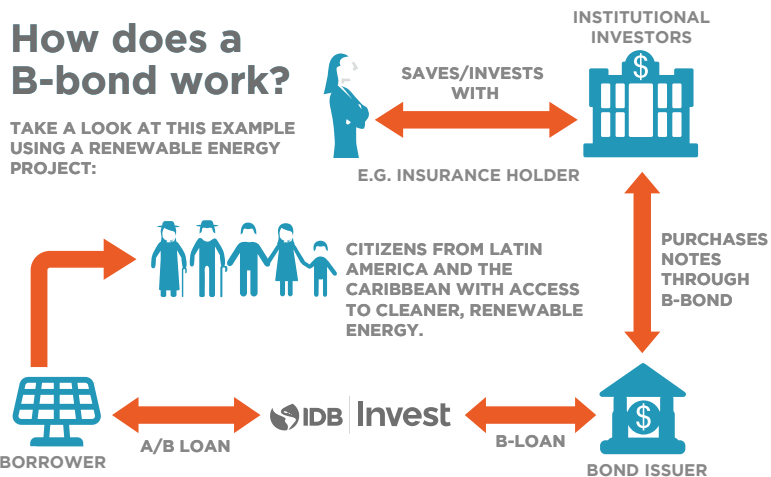 How does a
B-bond work?
TAKE A LOOK AT THIS EXAMPLE
USING A RENEWABLE ENERGY
PROJECT:
SAVES/INVESTS
WITH
E.G. INSURANCE HOLDER
INSTITUTIONAL
INVESTORS
$
PURCHASES
NOTES
THROUGH
B-BOND
CITIZENS FROM LATIN
AMERICA AND THE
CARIBBEAN WITH ACCESS
TO CLEANER, RENEWABLE
ENERGY.
BORROWER
A/B LOAN
IDB Invest
B-LOAN
$
BOND ISSUER